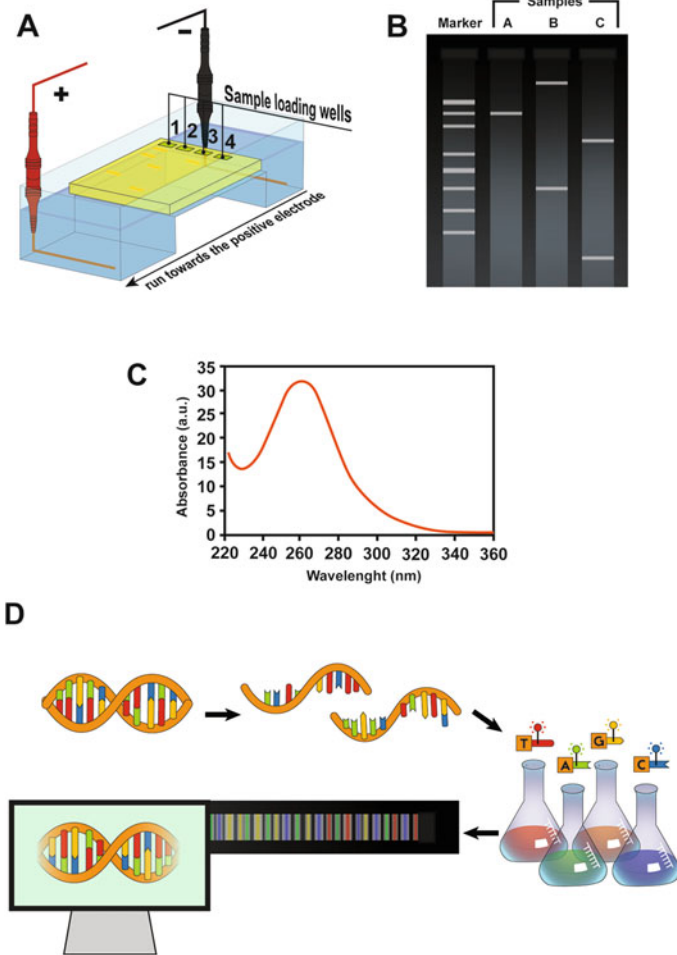 A
−
+
Sample loading wells
1 2 3 4
run towards the positive electrode
B
Samples
Marker A B C
C
Absorbance (a.u.)
35
30
25
20
15
10
5
0
220 240 260 280 300 320 340 360
Wavelenght (nm)
D
T
G
A
C